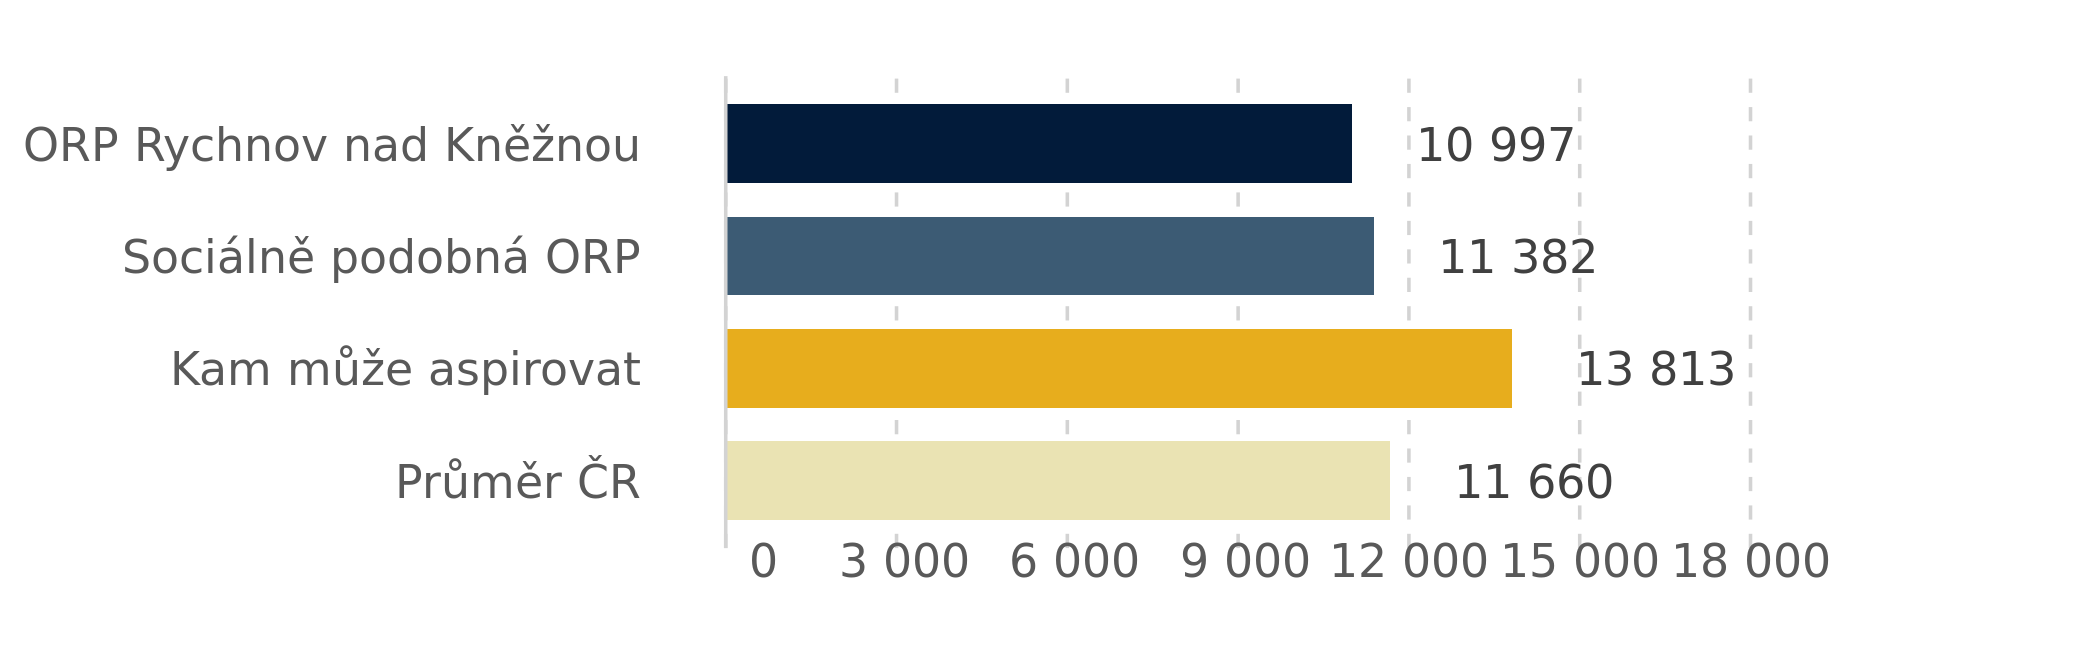 ORP Rychnov nad Kněžnou 10 997
Sociálně podobná ORP 11 382
Kam může aspirovat 13 813
Průměr ČR 11 660
0 3 000 6 000 9 000 12 000 15 000 18 000